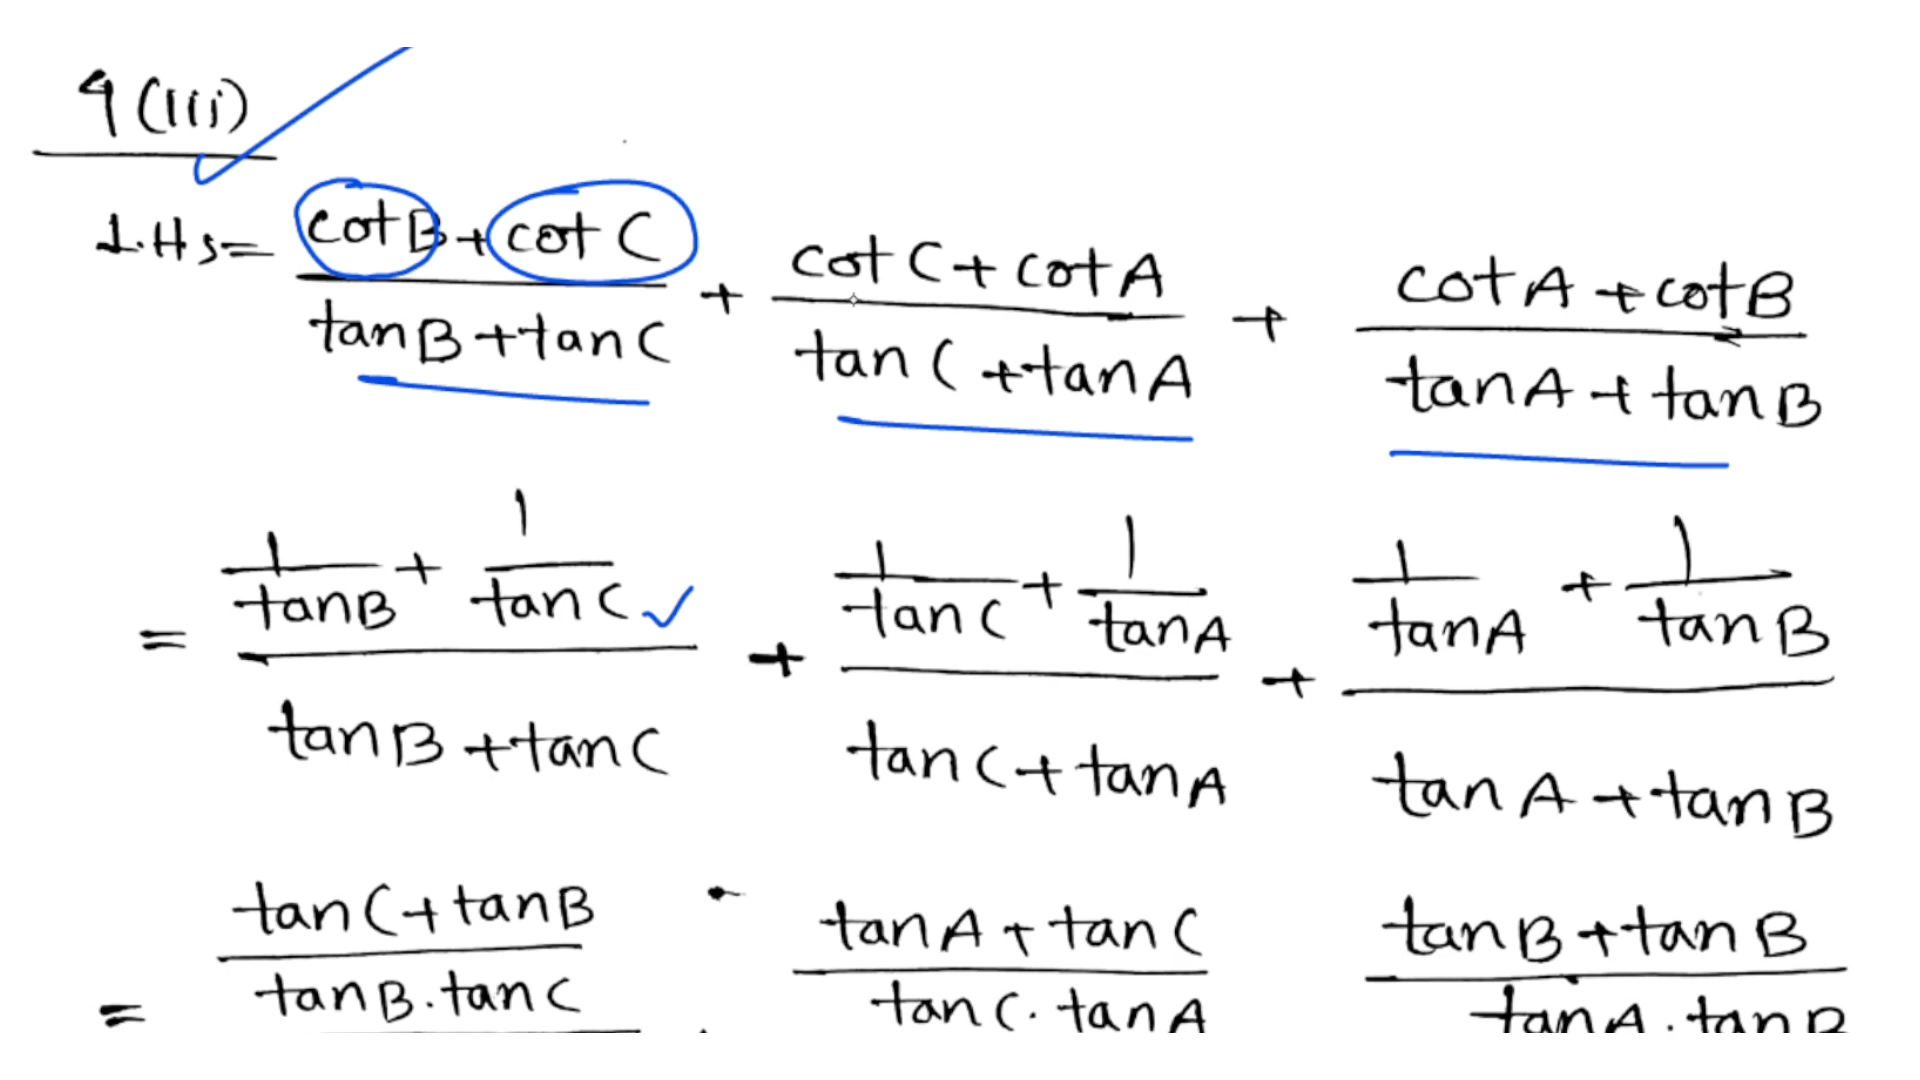 9 (iii)
L.H.S = (cot B + cot C)/(tan B + tan C) + (cot C + cot A)/(tan C + tan A) + (cot A + cot B)/(tan A + tan B)
= (1/tan B + 1/tan C)/(tan B + tan C) + (1/tan C + 1/tan A)/(tan C + tan A) + (1/tan A + 1/tan B)/(tan A + tan B)
= (tan C + tan B)/(tan B . tan C) (tan A + tan C)/(tan C . tan A) (tan B + tan B)/(tan A . tan B)